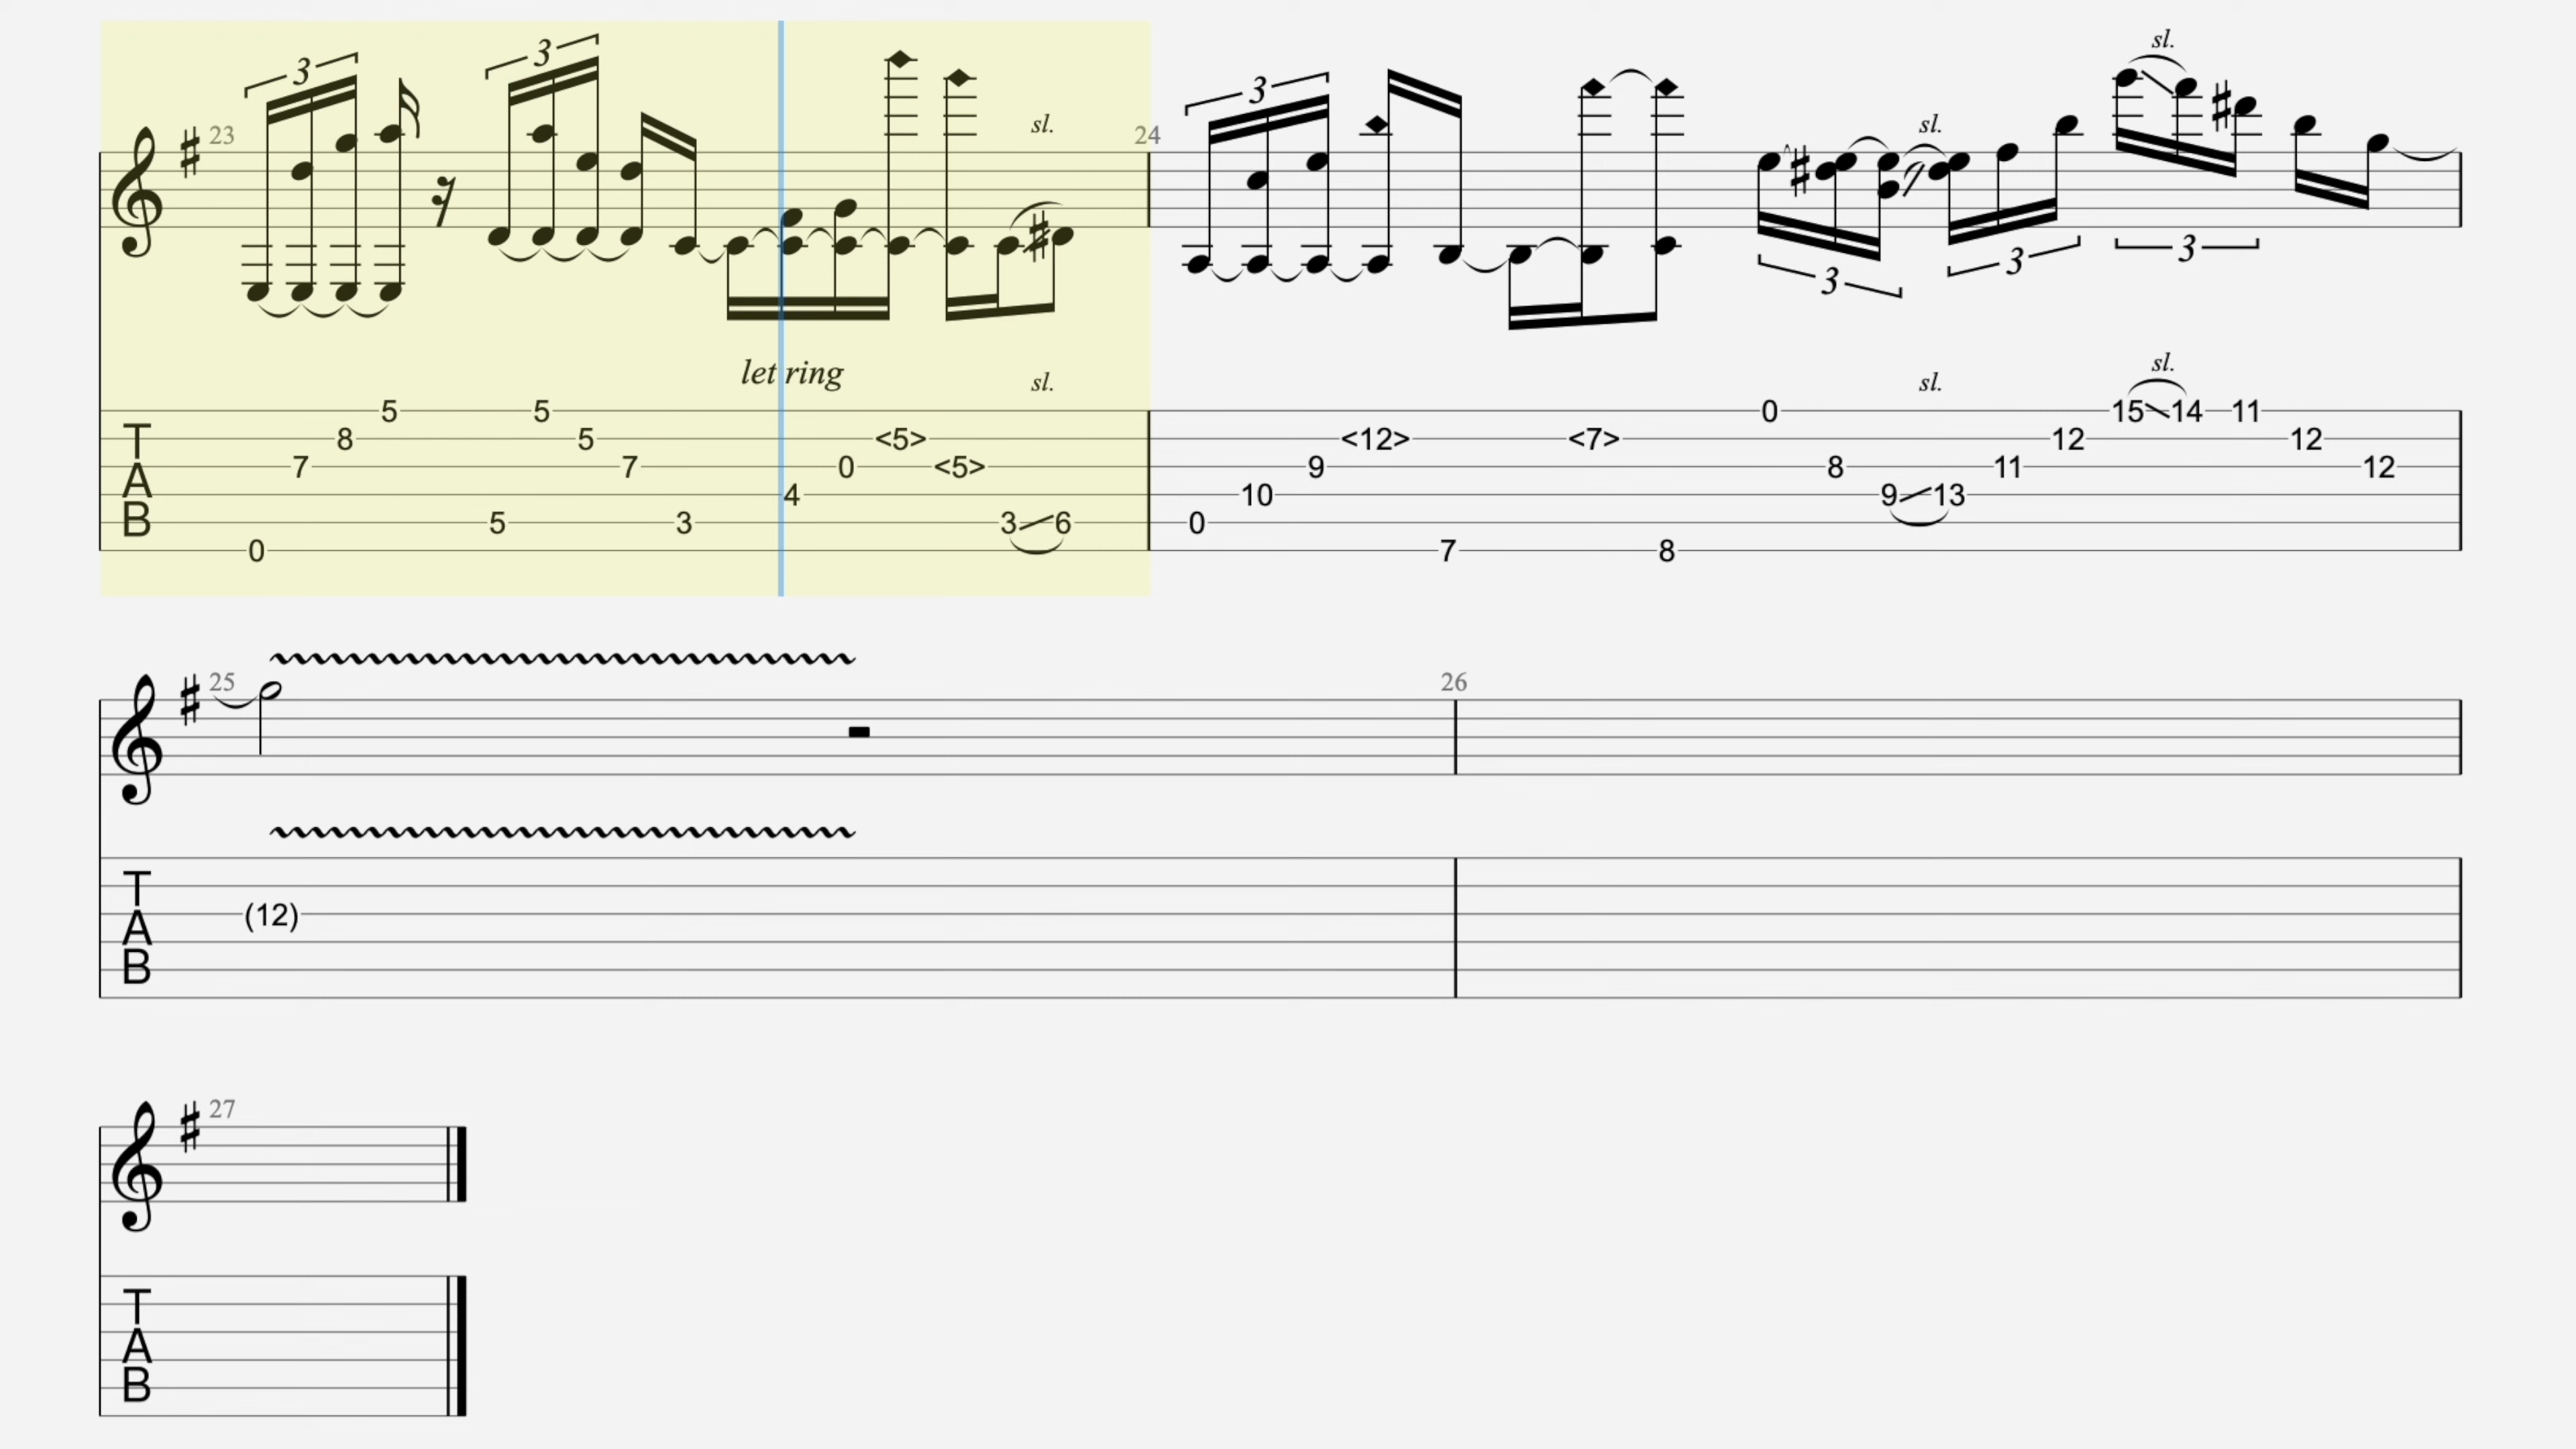 3 3 3 sl.
23 sl. 24 sl.
3 3 3
let ring sl. sl. sl.
5 5 0 15 14 11
T 8 5 <5> <12> <7> 12 12
A 7 7 0 <5> 9 8 11 12
4 10 9 13
B 5 3 3 6 0
0 7 8
25 26
T
A (12)
B
27
T
A
B